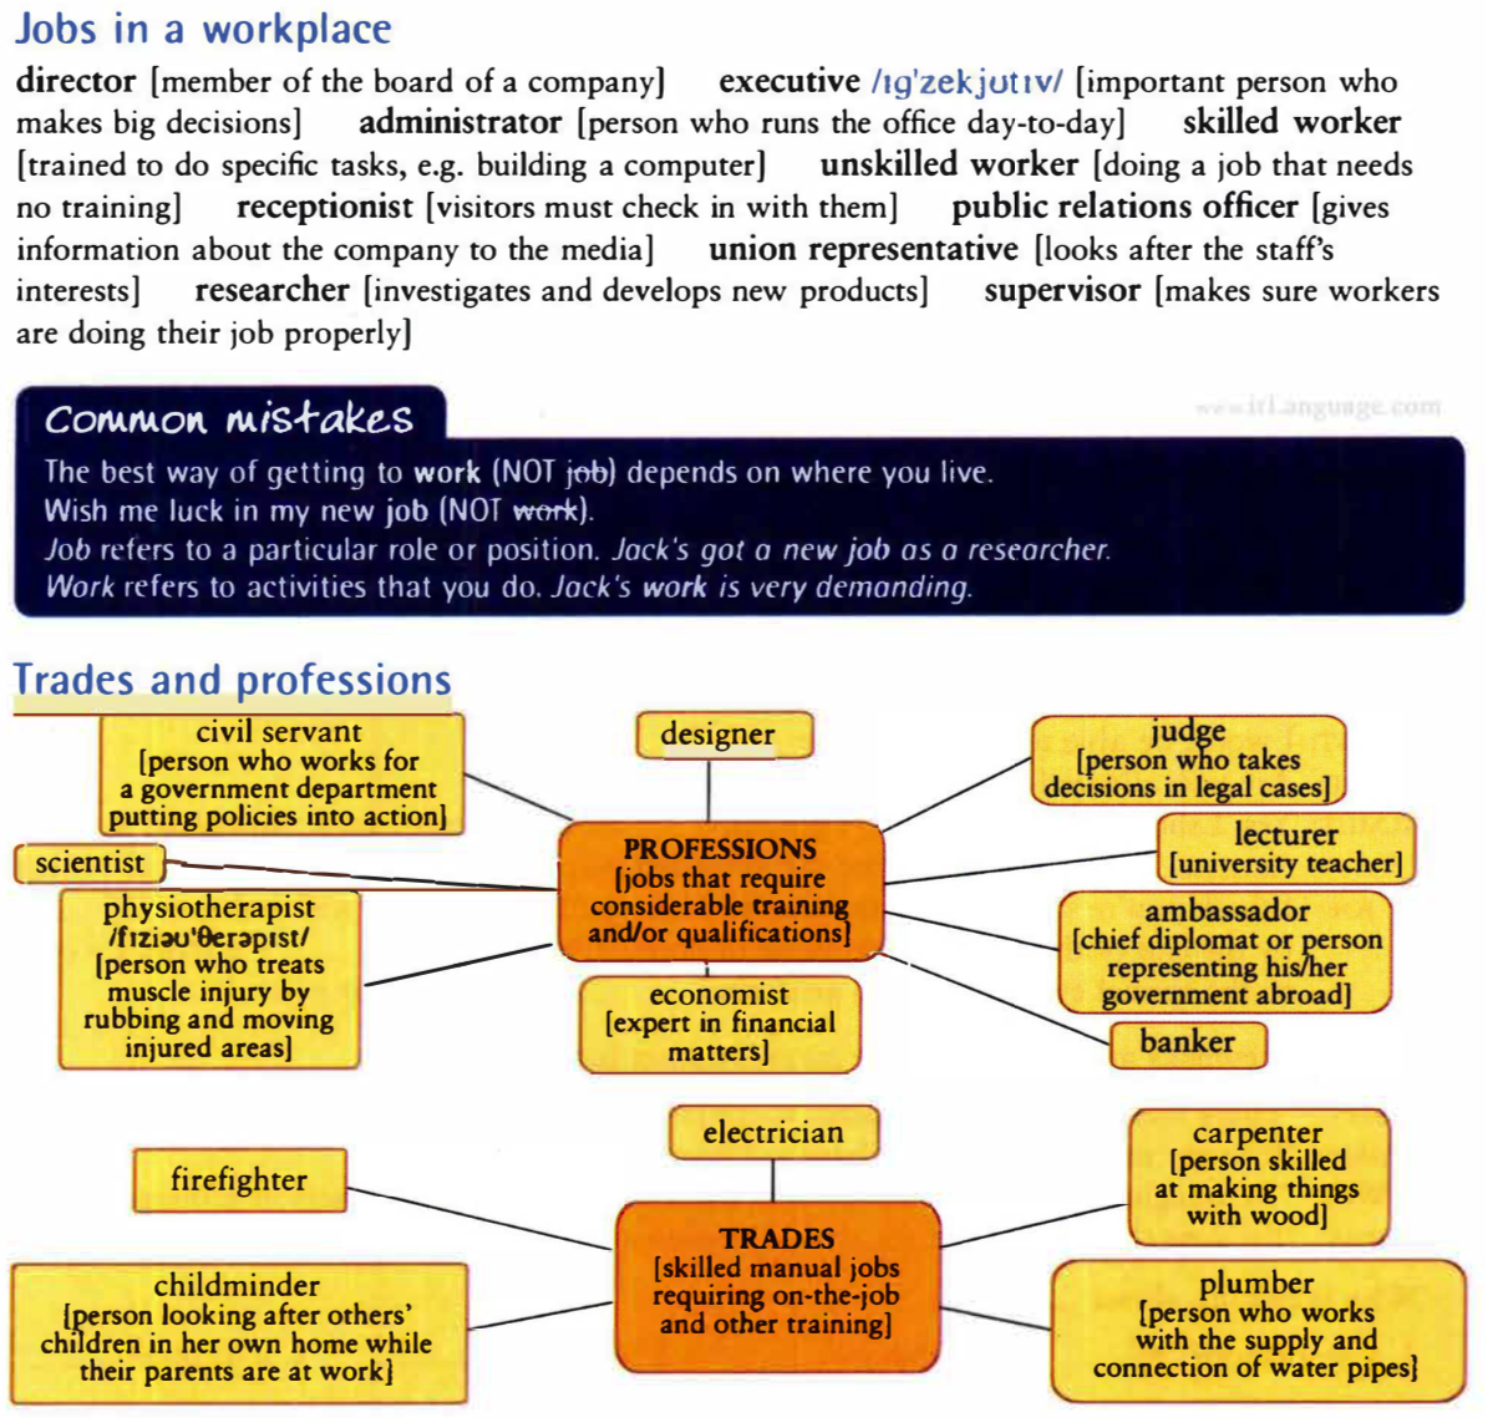 Jobs in a workplace
director [member of the board of a company] executive /ɪɡ'zekjʊtɪv/ [important person who
makes big decisions] administrator [person who runs the office day-to-day] skilled worker
[trained to do specific tasks, e.g. building a computer] unskilled worker [doing a job that needs
no training] receptionist [visitors must check in with them] public relations officer [gives
information about the company to the media] union representative [looks after the staff's
interests] researcher [investigates and develops new products] supervisor [makes sure workers
are doing their job properly]
Common mistakes
www.irLanguage.com
The best way of getting to work (NOT job) depends on where you live.
Wish me luck in my new job (NOT work).
Job refers to a particular role or position. Jack's got a new job as a researcher.
Work refers to activities that you do. Jack's work is very demanding.
Trades and professions
civil servant
[person who works for
a government department
putting policies into action]
designer
judge
[person who takes
decisions in legal cases]
scientist
PROFESSIONS
[jobs that require
considerable training
and/or qualifications]
lecturer
[university teacher]
physiotherapist
/fɪziəʊ'θerəpɪst/
[person who treats
muscle injury by
rubbing and moving
injured areas]
economist
[expert in financial
matters]
ambassador
[chief diplomat or person
representing his/her
government abroad]
banker
electrician
firefighter
carpenter
[person skilled
at making things
with wood]
TRADES
[skilled manual jobs
requiring on-the-job
and other training]
childminder
[person looking after others'
children in her own home while
their parents are at work]
plumber
[person who works
with the supply and
connection of water pipes]